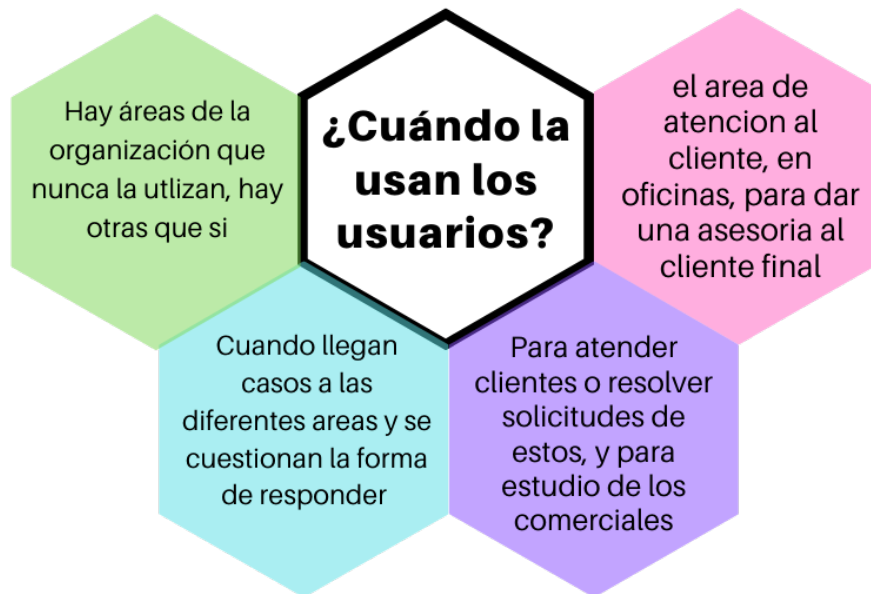 Hay áreas de la
organización que
nunca la utlizan, hay
otras que si
¿Cuándo la
usan los
usuarios?
el area de
atencion al
cliente, en
oficinas, para dar
una asesoria al
cliente final
Cuando llegan
casos a las
diferentes areas y se
cuestionan la forma
de responder
Para atender
clientes o resolver
solicitudes de
estos, y para
estudio de los
comerciales